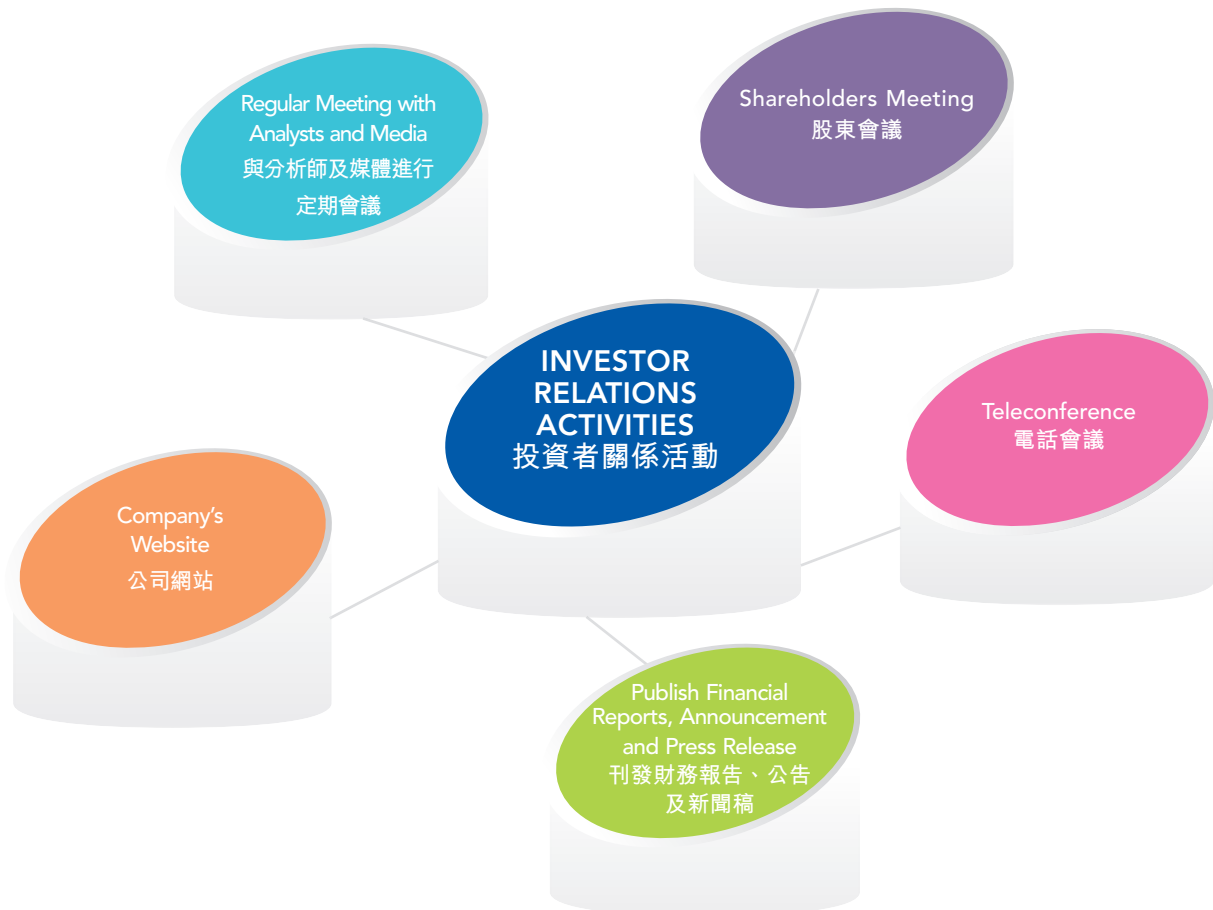 Regular Meeting with
Analysts and Media
與分析師及媒體進行
定期會議
Shareholders Meeting
股東會議
INVESTOR
RELATIONS
ACTIVITIES
投資者關係活動
Teleconference
電話會議
Company’s
Website
公司網站
Publish Financial
Reports, Announcement
and Press Release
刊發財務報告、公告
及新聞稿